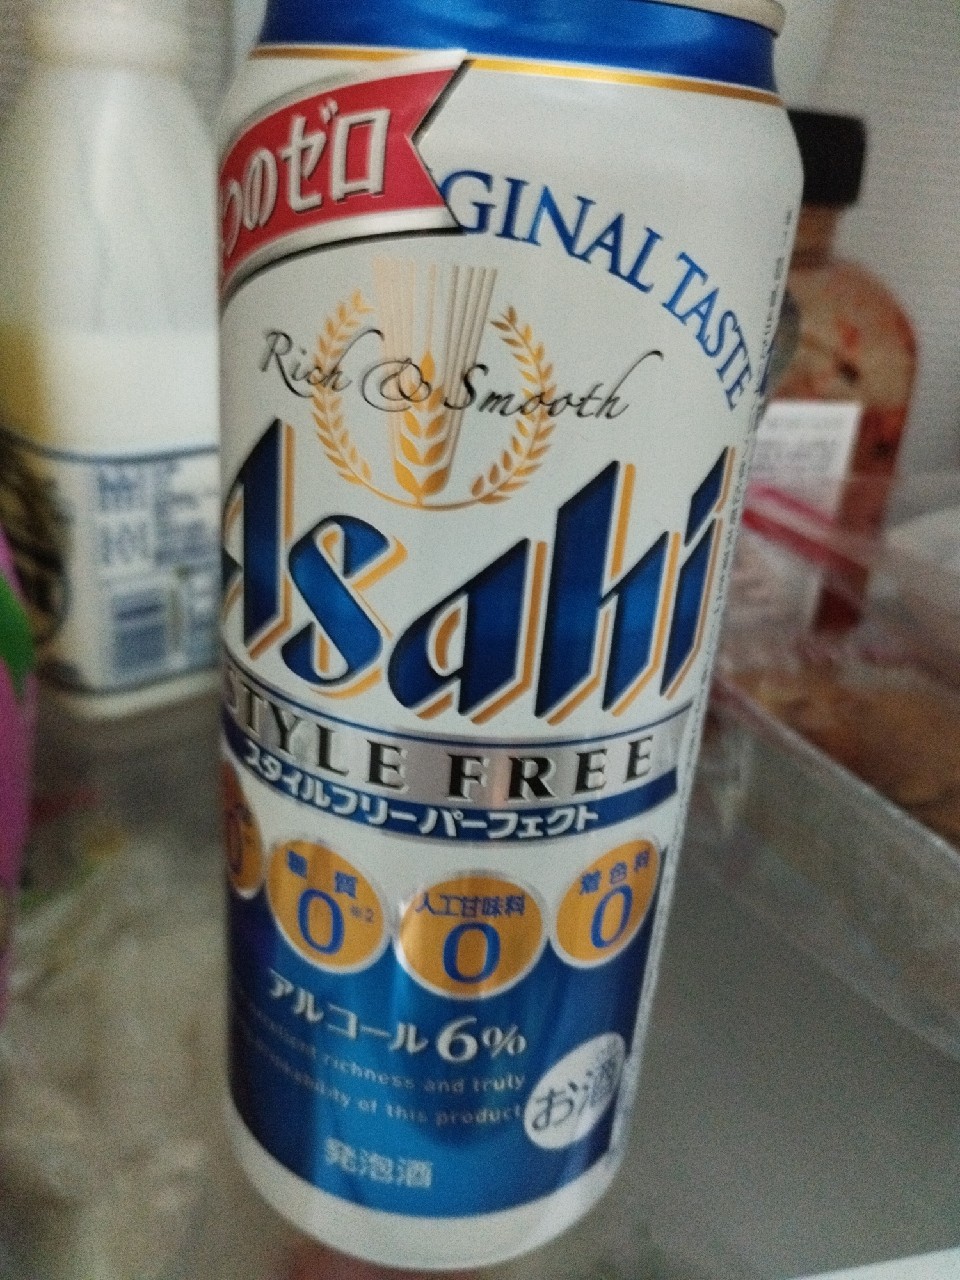 つのゼロ
GINAL TASTE
Rich & Smooth
Asahi
STYLE FREE
スタイルフリーパーフェクト
0
糖質
0※2
人工甘味料
0
着色料
0
アルコール6%
richness and truly
of this product
お酒
発泡酒